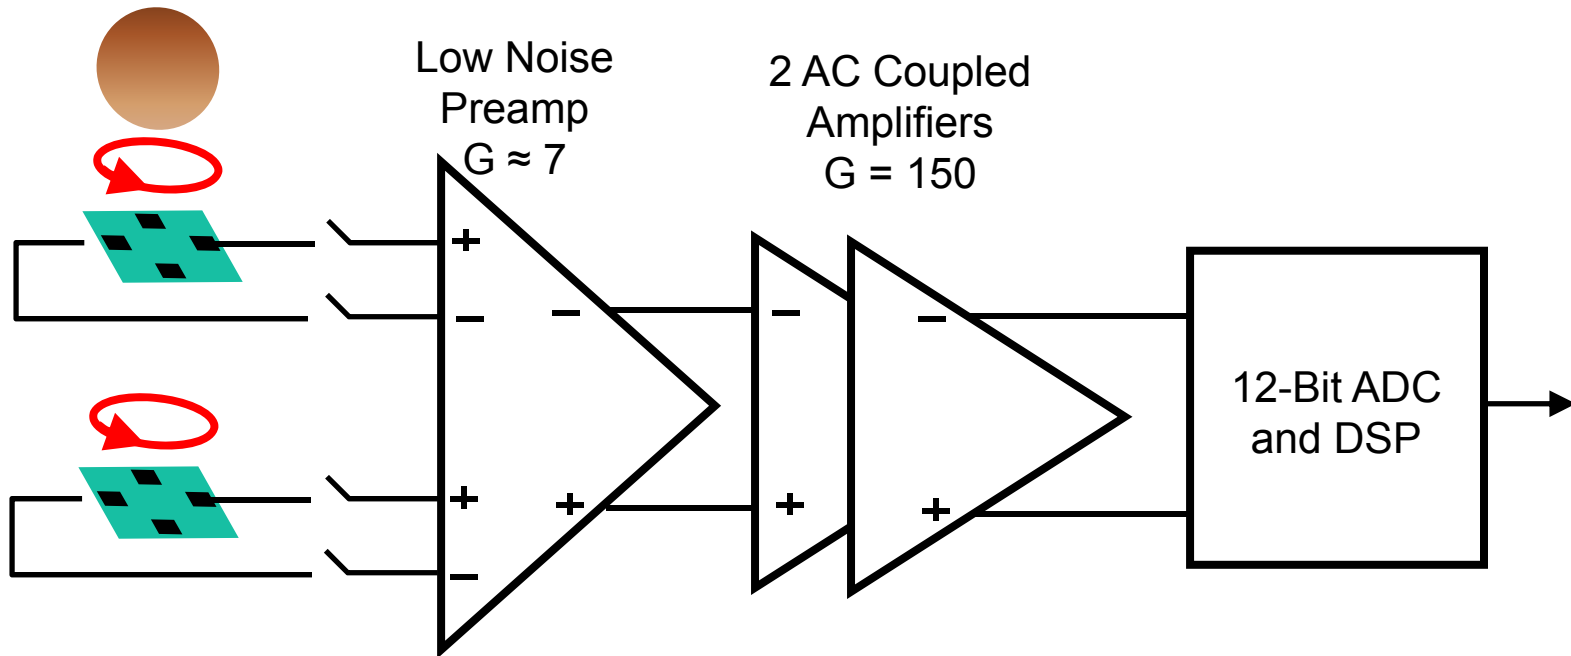 Low Noise
Preamp
G ≈ 7
2 AC Coupled
Amplifiers
G = 150
+
−
−
−
−
+
+
+
+
−
12-Bit ADC
and DSP